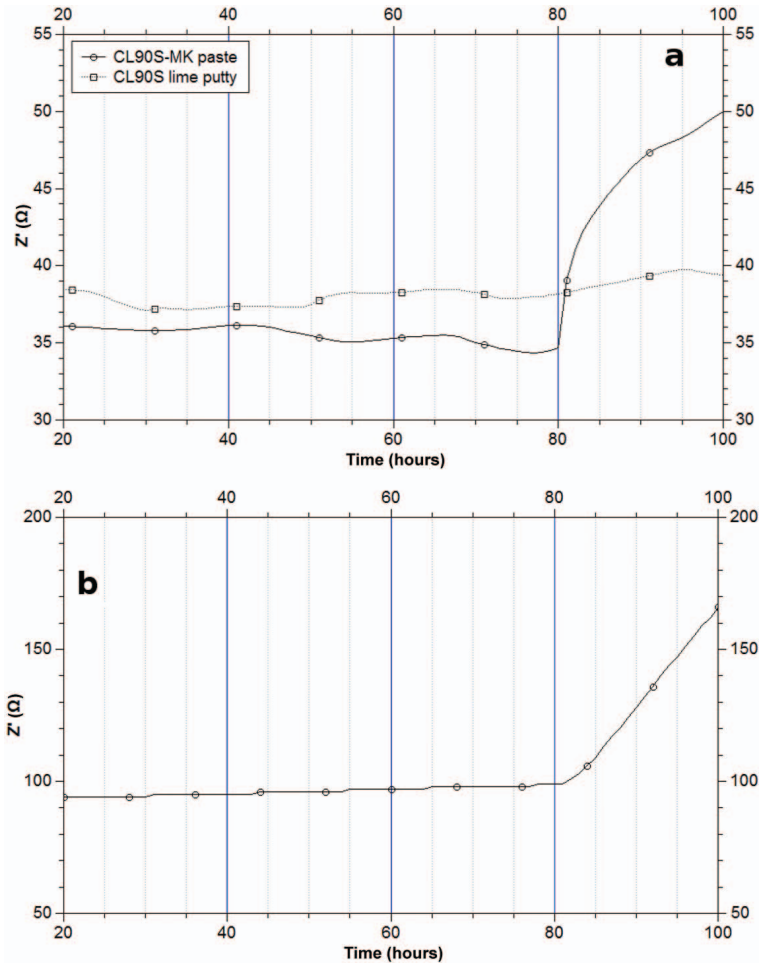 20 40 60 80 100
55 55
a
CL90S-MK paste
CL90S lime putty
50 50
45 45
Z' (Ω)
40 40
35 35
30 30
20 40 60 80 100
Time (hours)
20 40 60 80 100
200 200
b
150 150
Z' (Ω)
100 100
50 50
20 40 60 80 100
Time (hours)